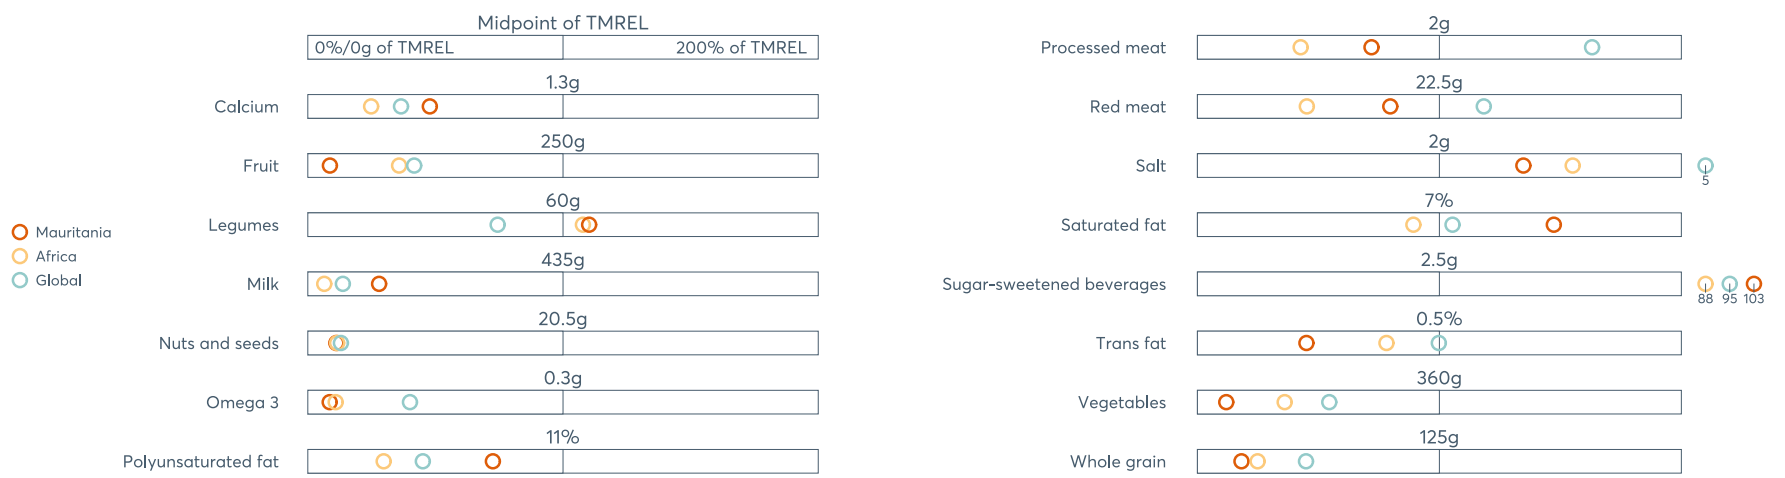 Midpoint of TMREL
0%/0g of TMREL 200% of TMREL
1.3g
Calcium
250g
Fruit
60g
Legumes
435g
Milk
20.5g
Nuts and seeds
0.3g
Omega 3
11%
Polyunsaturated fat
Mauritania
Africa
Global
2g
Processed meat
22.5g
Red meat
2g
Salt
5
7%
Saturated fat
2.5g
Sugar-sweetened beverages
88 95 103
0.5%
Trans fat
360g
Vegetables
125g
Whole grain